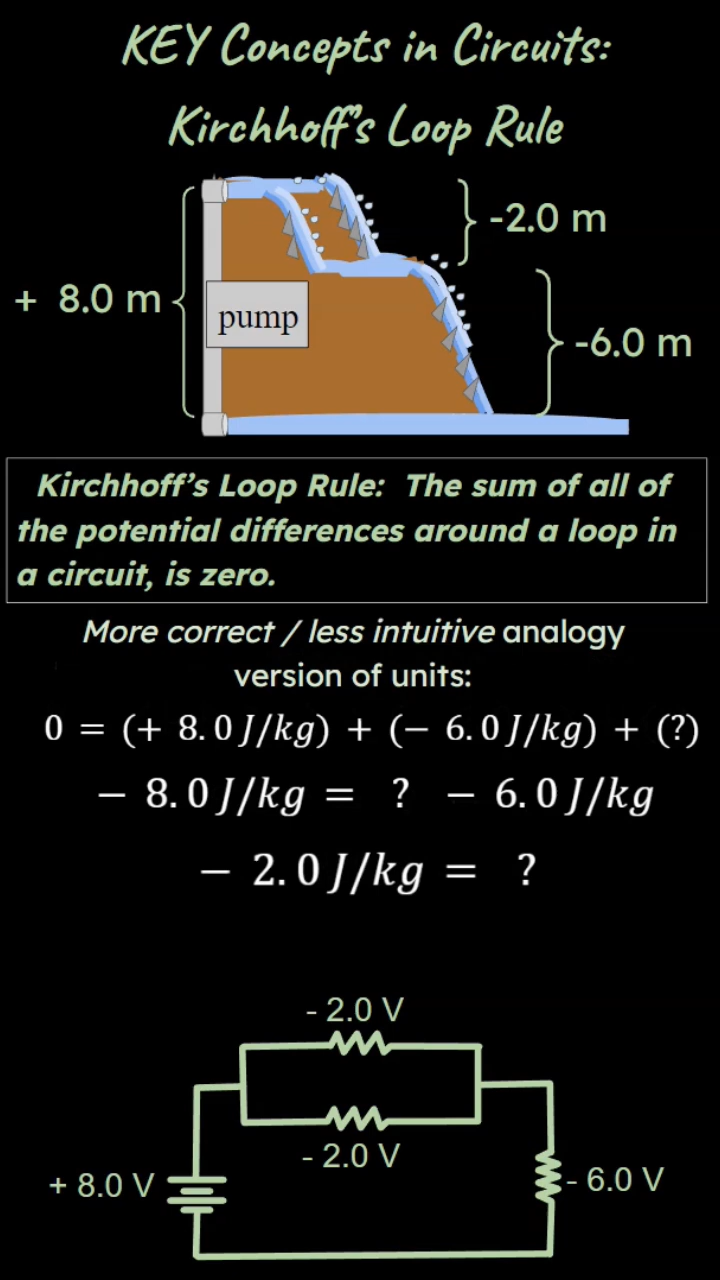 KEY Concepts in Circuits:
Kirchhoff's Loop Rule
-2.0 m
+ 8.0 m
pump
-6.0 m
Kirchhoff's Loop Rule: The sum of all of
the potential differences around a loop in
a circuit, is zero.
More correct / less intuitive analogy
version of units:
0 = (+ 8.0 J/kg) + (− 6.0 J/kg) + (?)
− 8.0 J/kg = ? − 6.0 J/kg
− 2.0 J/kg = ?
- 2.0 V
- 2.0 V
+ 8.0 V
- 6.0 V